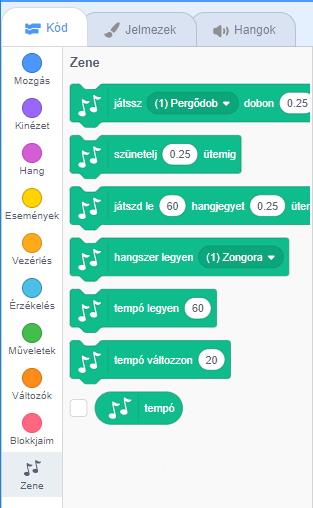 Kód Jelmezek Hangok
Zene
Mozgás
Kinézet
Hang
Események
Vezérlés
Érzékelés
Műveletek
Változók
Blokkjaim
Zene
játssz (1) Pergődob dobon 0.25
szünetelj 0.25 ütemig
játszd le 60 hangjegyet 0.25
hangszer legyen (1) Zongora
tempó legyen 60
tempó változzon 20
tempó